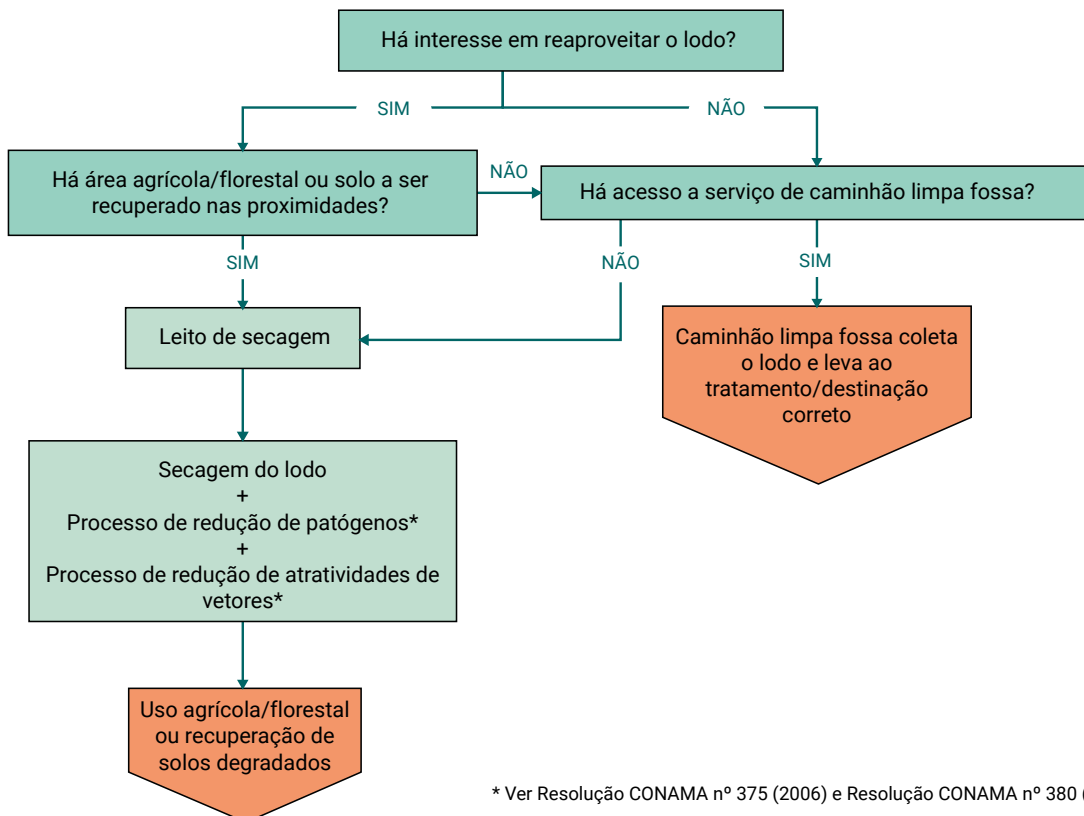 Há interesse em reaproveitar o lodo?
SIM
NÃO
Há área agrícola/florestal ou solo a ser
recuperado nas proximidades?
NÃO
Há acesso a serviço de caminhão limpa fossa?
SIM
NÃO
SIM
Leito de secagem
Caminhão limpa fossa coleta
o lodo e leva ao
tratamento/destinação
correto
Secagem do lodo
+
Processo de redução de patógenos*
+
Processo de redução de atratividades de
vetores*
Uso agrícola/florestal
ou recuperação de
solos degradados
* Ver Resolução CONAMA nº 375 (2006) e Resolução CONAMA nº 380 (